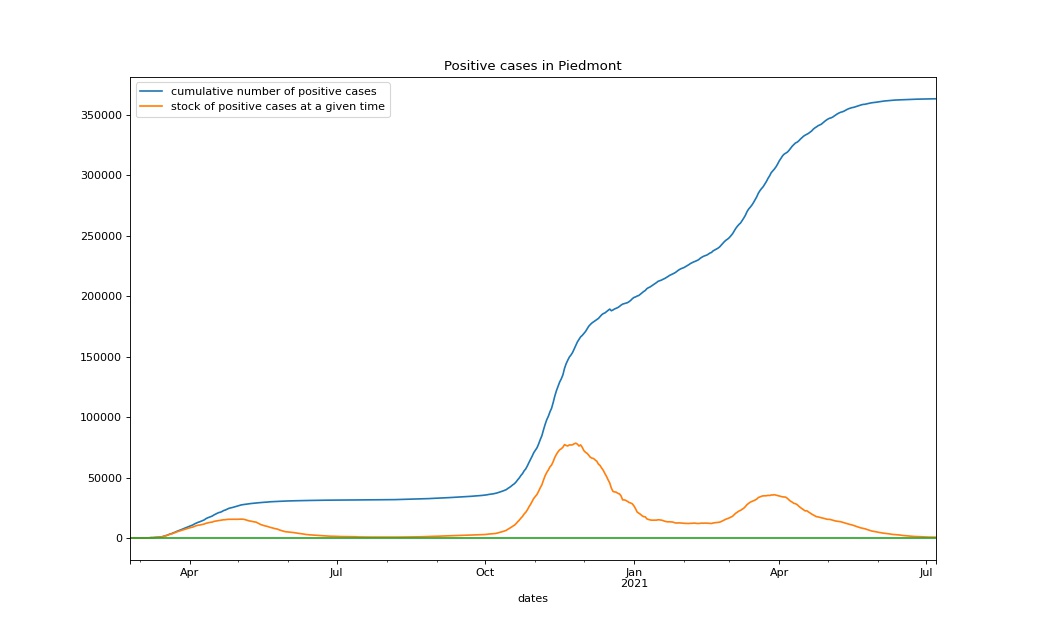 Positive cases in Piedmont
cumulative number of positive cases
stock of positive cases at a given time
350000
300000
250000
200000
150000
100000
50000
0
Apr
Jul
Oct
Jan
2021
Apr
Jul
dates